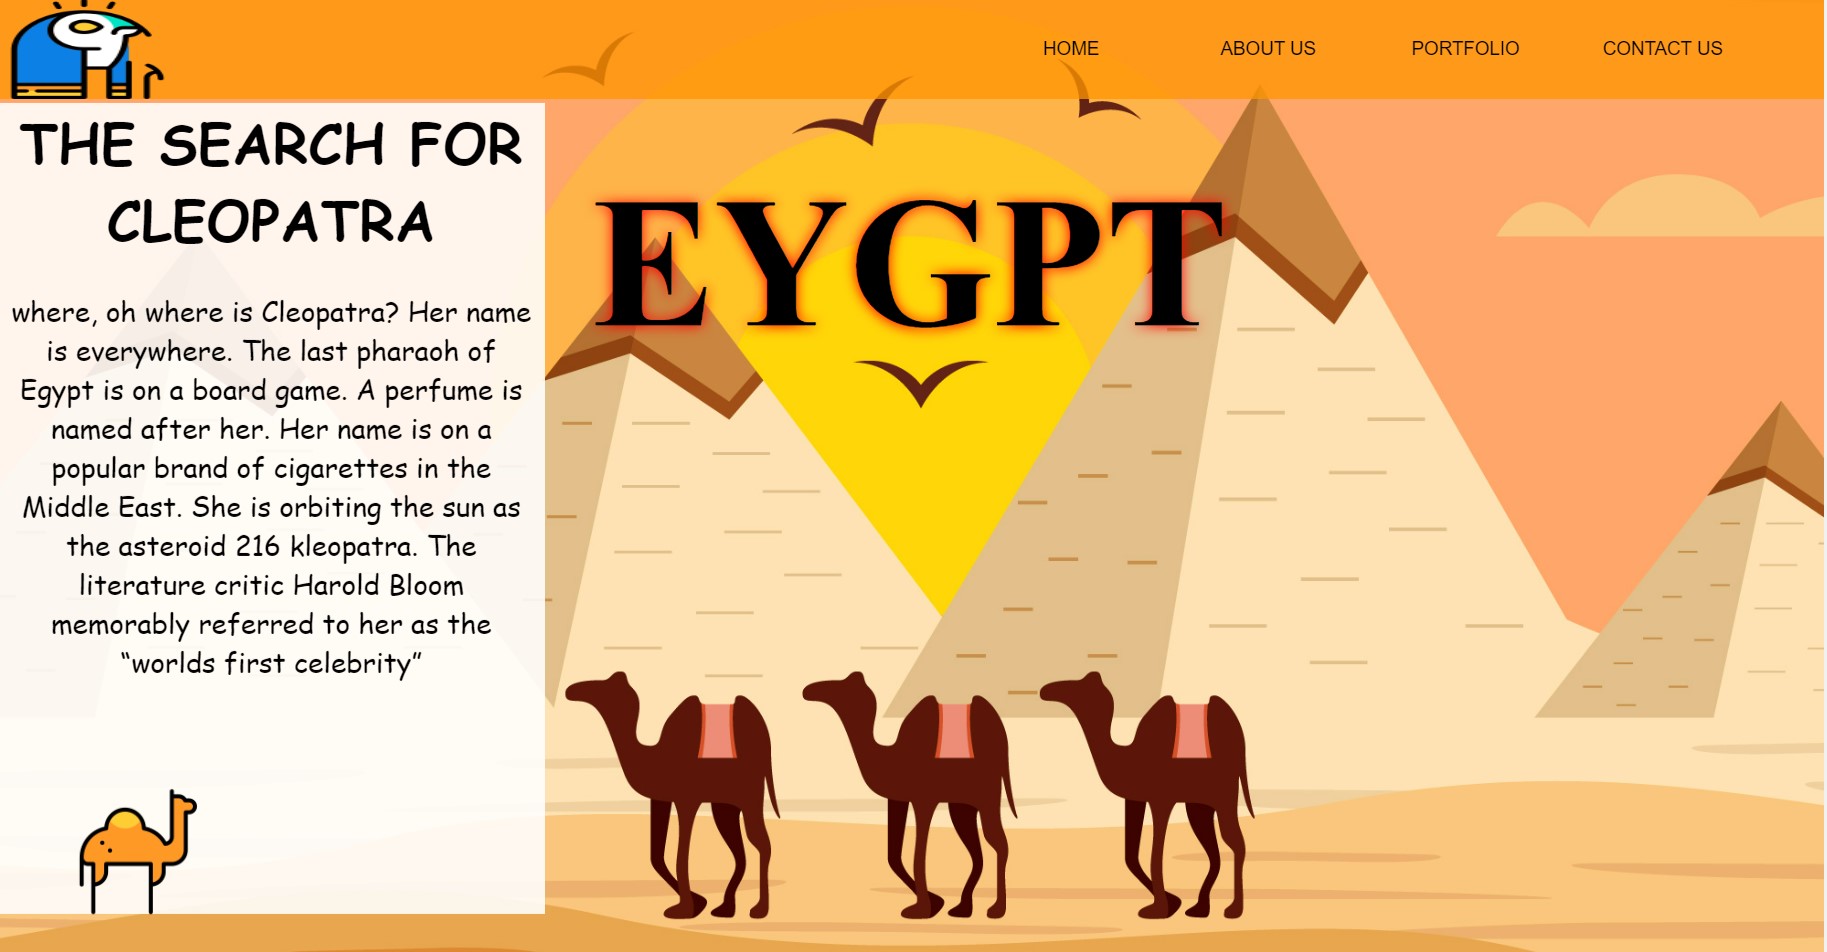 HOME ABOUT US PORTFOLIO CONTACT US
THE SEARCH FOR
CLEOPATRA
where, oh where is Cleopatra? Her name
is everywhere. The last pharaoh of
Egypt is on a board game. A perfume is
named after her. Her name is on a
popular brand of cigarettes in the
Middle East. She is orbiting the sun as
the asteroid 216 kleopatra. The
literature critic Harold Bloom
memorably referred to her as the
“worlds first celebrity”
EYGPT